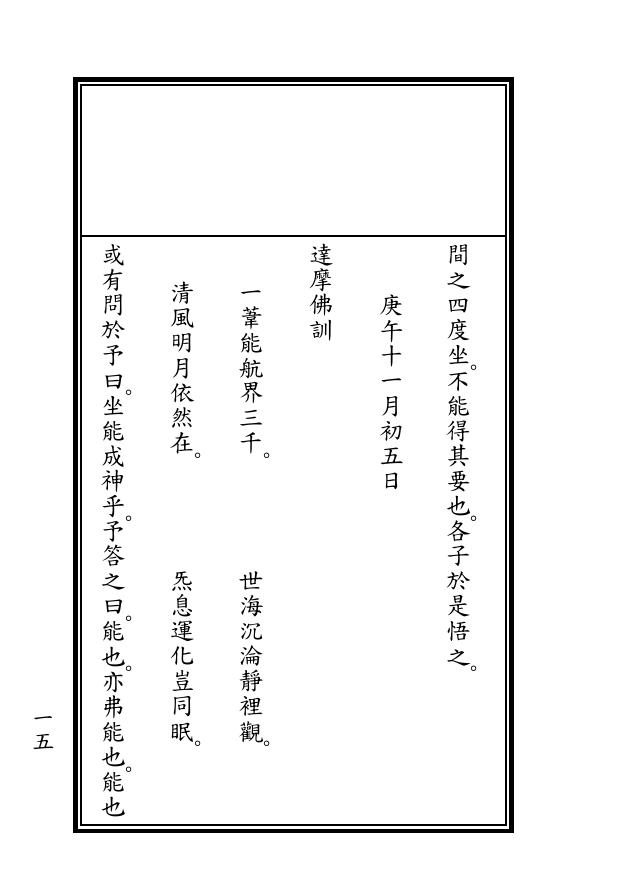 間之四度坐。不能得其要也。各子於是悟之。
庚午十一月初五日
達摩佛訓
一葦能航界三千。 世海沉淪靜裡觀。
清風明月依然在。 炁息運化豈同眠。
或有問於予曰。坐能成神乎。予答之曰。能也。亦弗能也。能也
一五